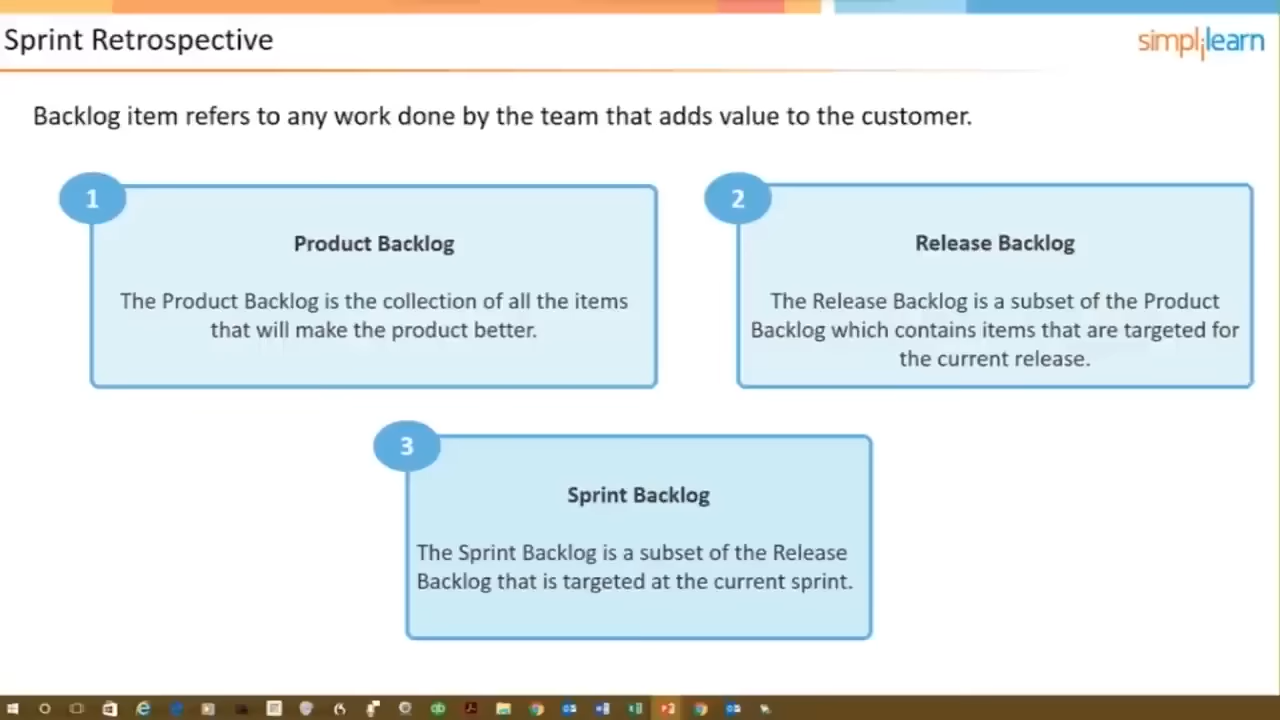 Sprint Retrospective
simplilearn
Backlog item refers to any work done by the team that adds value to the customer.
1
Product Backlog
The Product Backlog is the collection of all the items
that will make the product better.
2
Release Backlog
The Release Backlog is a subset of the Product
Backlog which contains items that are targeted for
the current release.
3
Sprint Backlog
The Sprint Backlog is a subset of the Release
Backlog that is targeted at the current sprint.